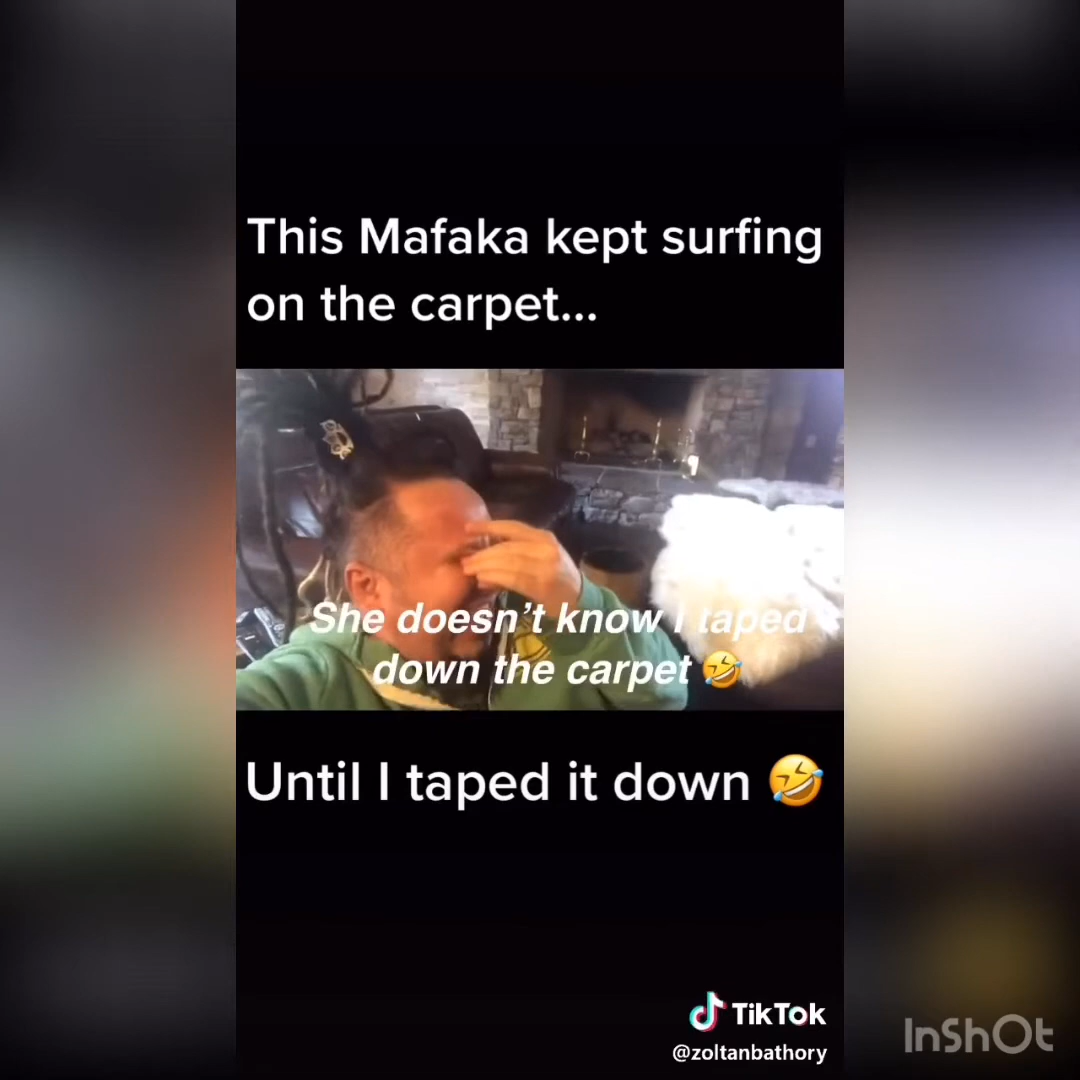 This Mafaka kept surfing
on the carpet...
She doesn't know I taped
down the carpet 🤣
Until I taped it down 🤣
TikTok
@zoltanbathory
InShOt